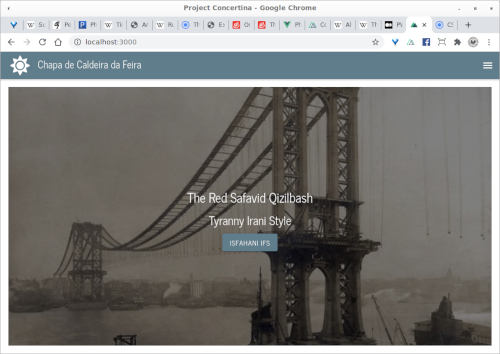 Project Concertina - Google Chrome
localhost:3000
Chapa de Caldeira da Feira
The Red Safavid Qizilbash
Tyranny Irani Style
ISFAHANI IFS